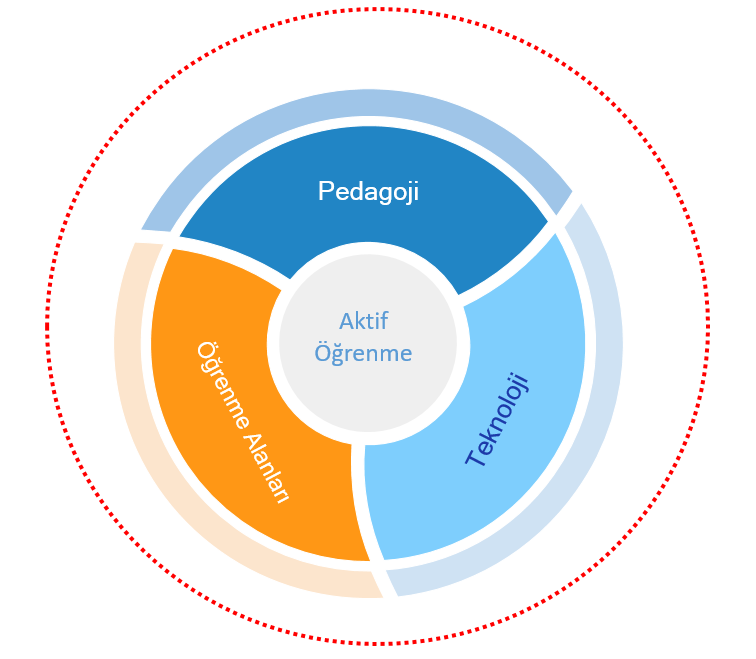 Pedagoji
Aktif
Öğrenme
Öğrenme Alanları
Teknoloji